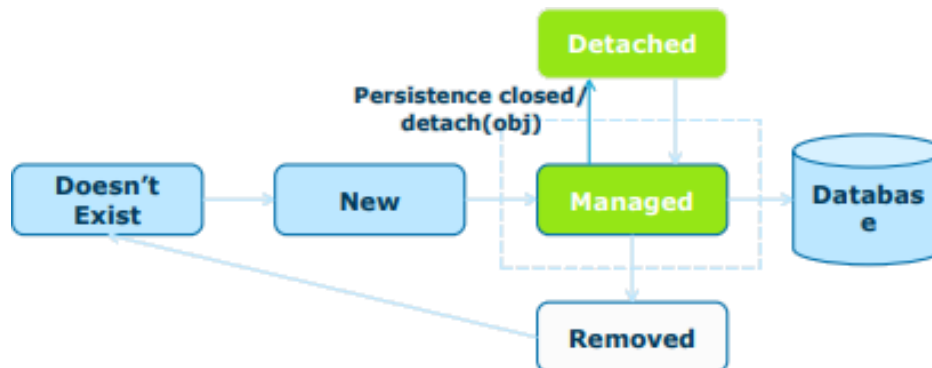 Detached
Persistence closed/
detach(obj)
Doesn't
Exist
New
Managed
Databas
e
Removed